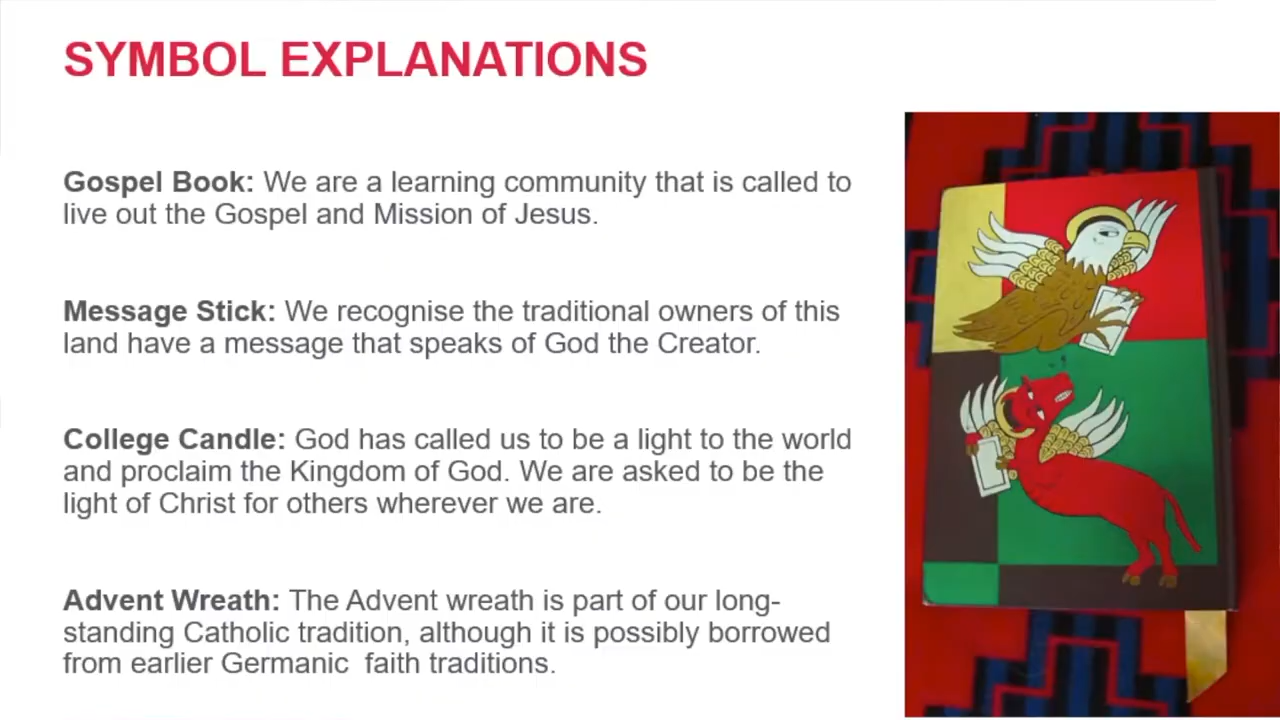 SYMBOL EXPLANATIONS
Gospel Book: We are a learning community that is called to
live out the Gospel and Mission of Jesus.
Message Stick: We recognise the traditional owners of this
land have a message that speaks of God the Creator.
College Candle: God has called us to be a light to the world
and proclaim the Kingdom of God. We are asked to be the
light of Christ for others wherever we are.
Advent Wreath: The Advent wreath is part of our long-
standing Catholic tradition, although it is possibly borrowed
from earlier Germanic  faith traditions.